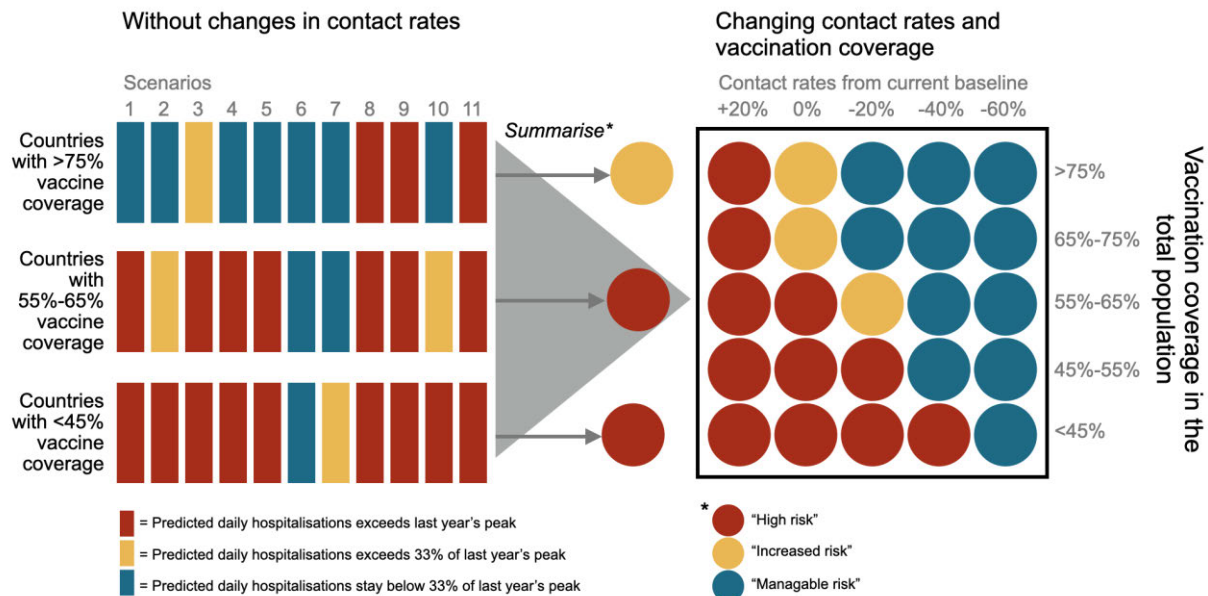 Without changes in contact rates
Changing contact rates and
vaccination coverage
Scenarios
1 2 3 4 5 6 7 8 9 10 11
Contact rates from current baseline
+20% 0% -20% -40% -60%
Summarise*
Countries
with >75%
vaccine
coverage
Countries
with
55%-65%
vaccine
coverage
Countries
with <45%
vaccine
coverage
>75%
65%-75%
55%-65%
45%-55%
<45%
Vaccination coverage in the
total population
= Predicted daily hospitalisations exceeds last year's peak
= Predicted daily hospitalisations exceeds 33% of last year's peak
= Predicted daily hospitalisations stay below 33% of last year's peak
*
“High risk”
“Increased risk”
“Managable risk”